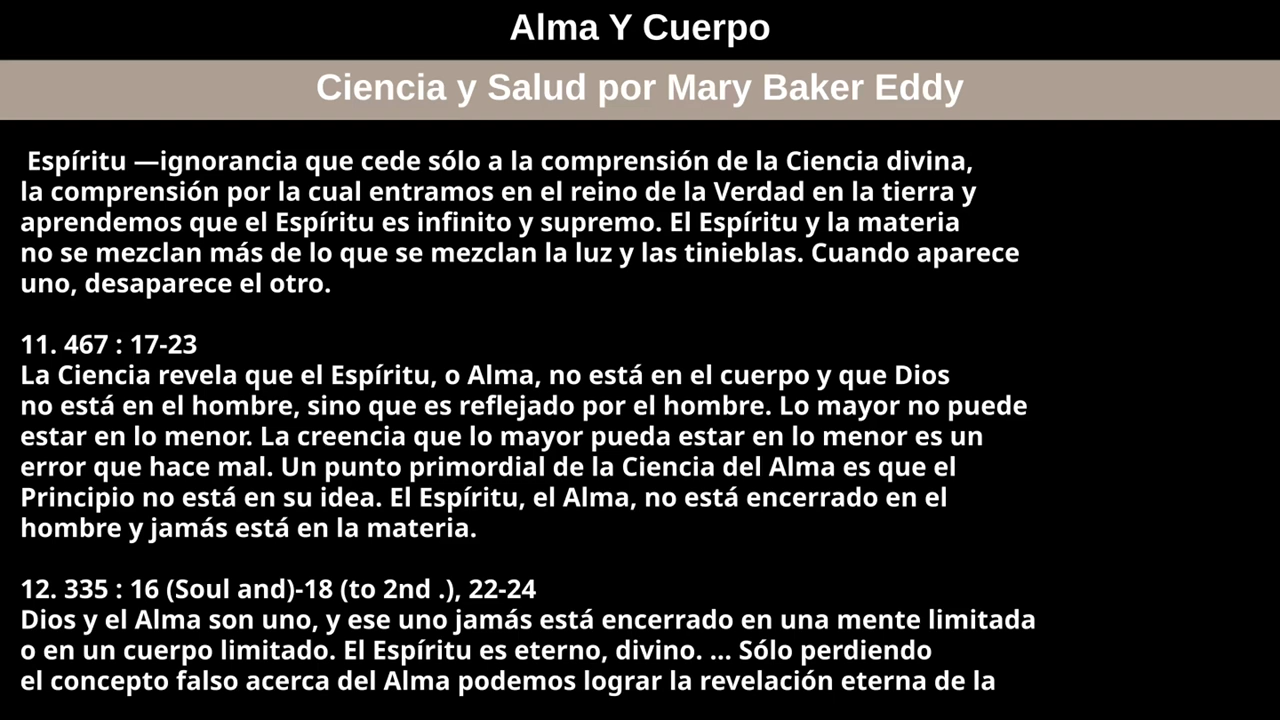 Alma Y Cuerpo
Ciencia y Salud por Mary Baker Eddy
Espíritu —ignorancia que cede sólo a la comprensión de la Ciencia divina,
la comprensión por la cual entramos en el reino de la Verdad en la tierra y
aprendemos que el Espíritu es infinito y supremo. El Espíritu y la materia
no se mezclan más de lo que se mezclan la luz y las tinieblas. Cuando aparece
uno, desaparece el otro.
11. 467 : 17-23
La Ciencia revela que el Espíritu, o Alma, no está en el cuerpo y que Dios
no está en el hombre, sino que es reflejado por el hombre. Lo mayor no puede
estar en lo menor. La creencia que lo mayor pueda estar en lo menor es un
error que hace mal. Un punto primordial de la Ciencia del Alma es que el
Principio no está en su idea. El Espíritu, el Alma, no está encerrado en el
hombre y jamás está en la materia.
12. 335 : 16 (Soul and)-18 (to 2nd .), 22-24
Dios y el Alma son uno, y ese uno jamás está encerrado en una mente limitada
o en un cuerpo limitado. El Espíritu es eterno, divino. ... Sólo perdiendo
el concepto falso acerca del Alma podemos lograr la revelación eterna de la